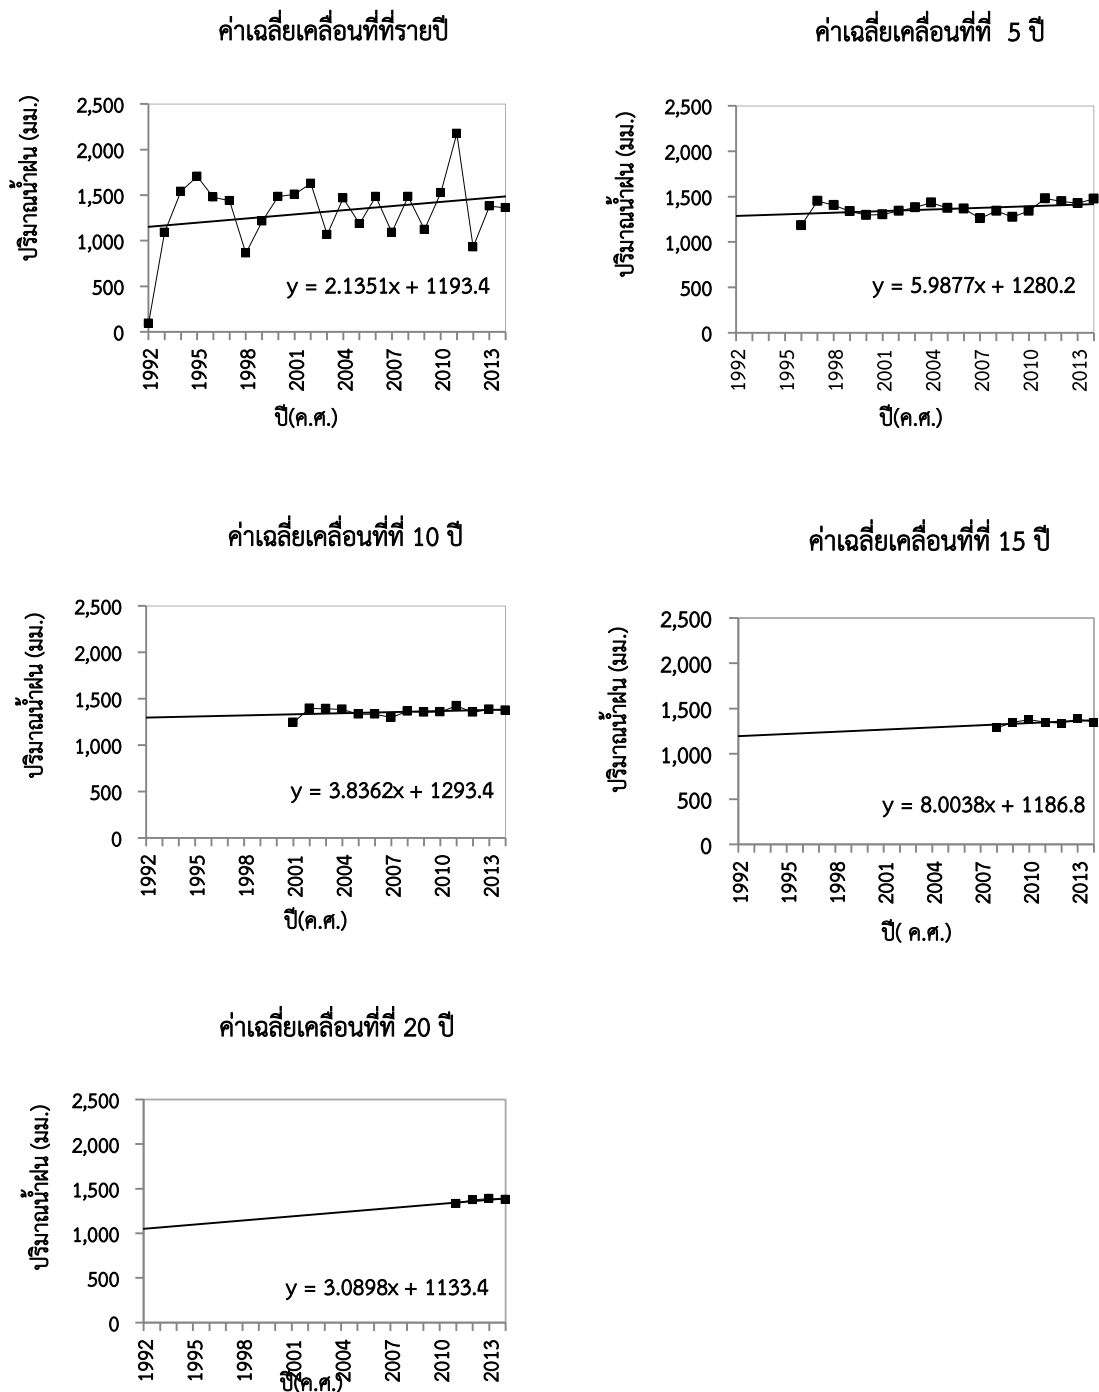 ค่าเฉลี่ยเคลื่อนที่ที่รายปี
ปริมาณน้ำฝน (มม.)
2,500
2,000
1,500
1,000
500
0
y = 2.1351x + 1193.4
1992 1995 1998 2001 2004 2007 2010 2013
ปี(ค.ศ.)
ค่าเฉลี่ยเคลื่อนที่ที่ 5 ปี
ปริมาณน้ำฝน (มม.)
2,500
2,000
1,500
1,000
500
0
y = 5.9877x + 1280.2
1992 1995 1998 2001 2004 2007 2010 2013
ปี(ค.ศ.)
ค่าเฉลี่ยเคลื่อนที่ที่ 10 ปี
ปริมาณน้ำฝน (มม.)
2,500
2,000
1,500
1,000
500
0
y = 3.8362x + 1293.4
1992 1995 1998 2001 2004 2007 2010 2013
ปี(ค.ศ.)
ค่าเฉลี่ยเคลื่อนที่ที่ 15 ปี
ปริมาณน้ำฝน (มม.)
2,500
2,000
1,500
1,000
500
0
y = 8.0038x + 1186.8
1992 1995 1998 2001 2004 2007 2010 2013
ปี( ค.ศ.)
ค่าเฉลี่ยเคลื่อนที่ที่ 20 ปี
ปริมาณน้ำฝน (มม.)
2,500
2,000
1,500
1,000
500
0
y = 3.0898x + 1133.4
1992 1995 1998 2001 2004 2007 2010 2013
ปี(ค.ศ.)